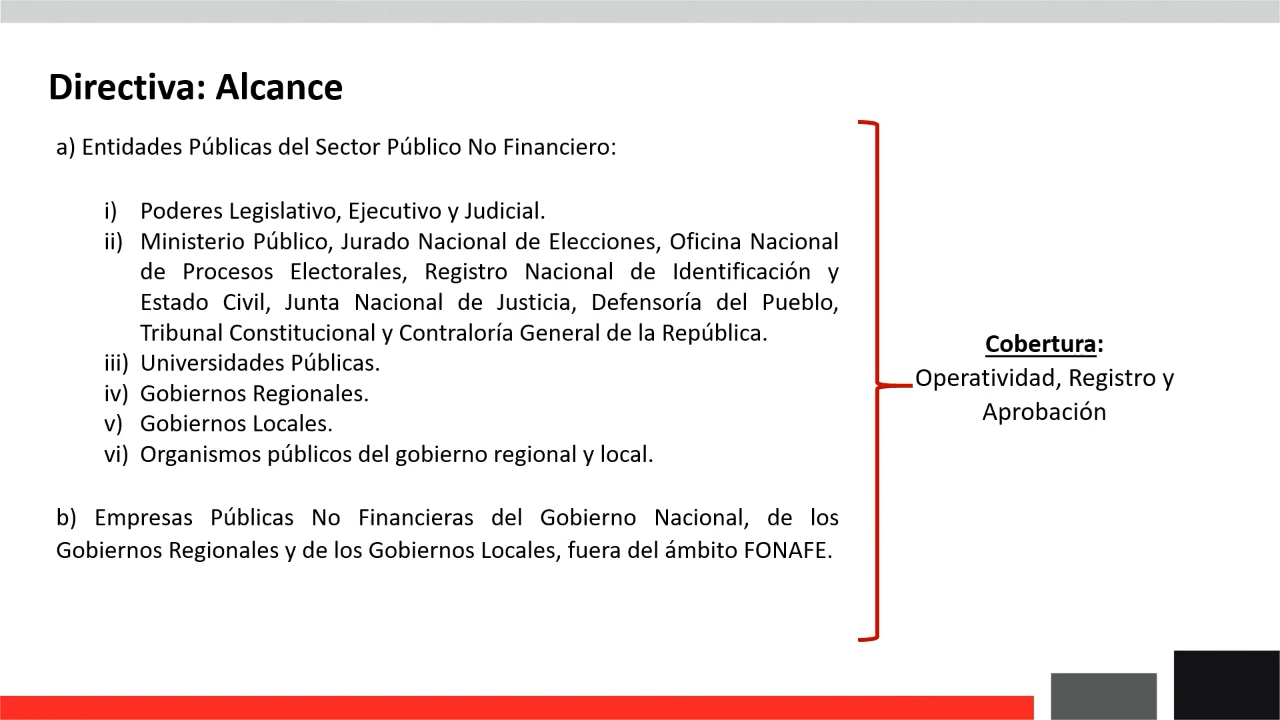 Directiva: Alcance
a) Entidades Públicas del Sector Público No Financiero:
i) Poderes Legislativo, Ejecutivo y Judicial.
ii) Ministerio Público, Jurado Nacional de Elecciones, Oficina Nacional
de Procesos Electorales, Registro Nacional de Identificación y
Estado Civil, Junta Nacional de Justicia, Defensoría del Pueblo,
Tribunal Constitucional y Contraloría General de la República.
iii) Universidades Públicas.
iv) Gobiernos Regionales.
v) Gobiernos Locales.
vi) Organismos públicos del gobierno regional y local.
b) Empresas Públicas No Financieras del Gobierno Nacional, de los
Gobiernos Regionales y de los Gobiernos Locales, fuera del ámbito FONAFE.
Cobertura:
Operatividad, Registro y
Aprobación